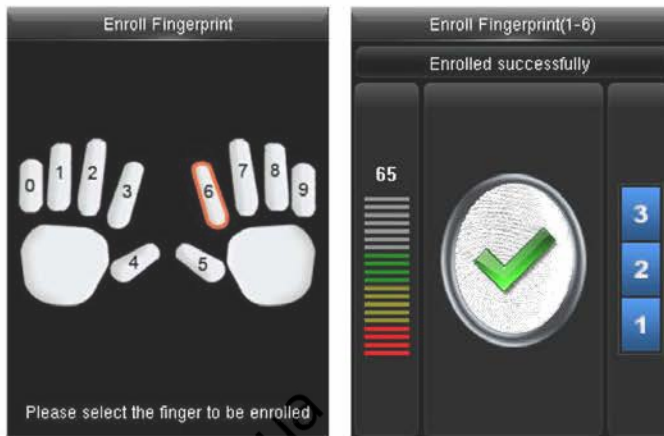 Enroll Fingerprint
0 1 2 3 6 7 8 9
4 5
Please select the finger to be enrolled
Enroll Fingerprint(1-6)
Enrolled successfully
65
3
2
1
ua